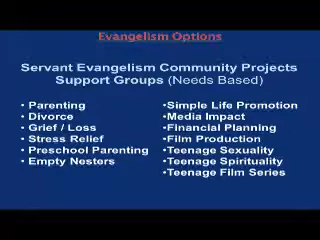 Evangelism Options
Servant Evangelism Community Projects
Support Groups (Needs Based)
• Parenting
• Divorce
• Grief / Loss
• Stress Relief
• Preschool Parenting
• Empty Nesters
•Simple Life Promotion
•Media Impact
•Financial Planning
•Film Production
•Teenage Sexuality
•Teenage Spirituality
•Teenage Film Series